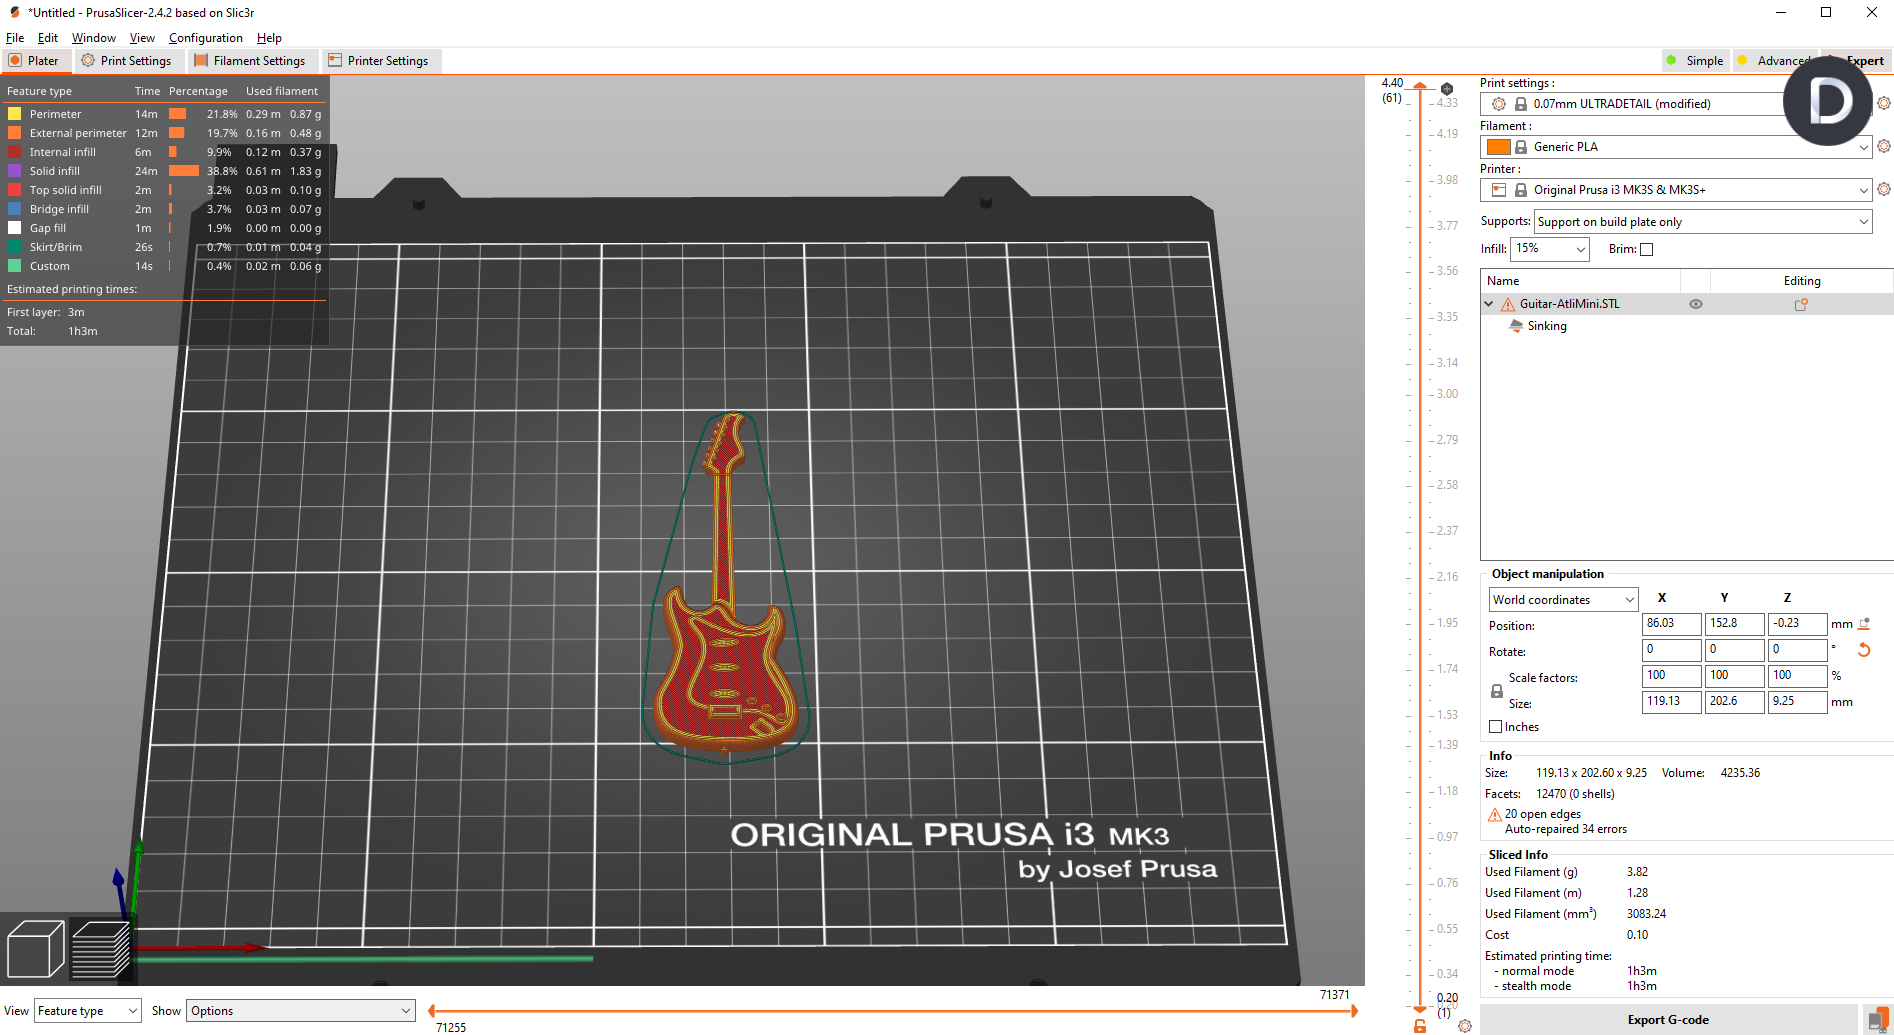 *Untitled - PrusaSlicer-2.4.2 based on Slic3r
File Edit Window View Configuration Help
Plater Print Settings Filament Settings Printer Settings Simple Advanced Expert
Feature type Time Percentage Used filament
Perimeter 14m 21.8% 0.29 m 0.87 g
External perimeter 12m 19.7% 0.16 m 0.48 g
Internal infill 6m 9.9% 0.12 m 0.37 g
Solid infill 24m 38.8% 0.61 m 1.83 g
Top solid infill 2m 3.2% 0.03 m 0.10 g
Bridge infill 2m 3.7% 0.03 m 0.07 g
Gap fill 1m 1.9% 0.00 m 0.00 g
Skirt/Brim 26s 0.7% 0.01 m 0.04 g
Custom 14s 0.4% 0.02 m 0.06 g
Estimated printing times:
First layer: 3m
Total: 1h3m
ORIGINAL PRUSA i3 MK3
by Josef Prusa
4.40
(61)
4.33
4.19
3.98
3.77
3.56
3.35
3.14
3.00
2.79
2.58
2.37
2.16
1.95
1.74
1.53
1.39
1.18
0.97
0.76
0.55
0.34
0.20
0.20
(1)
Print settings :
0.07mm ULTRADETAIL (modified)
D
Filament :
Generic PLA
Printer :
Original Prusa i3 MK3S & MK3S+
Supports: Support on build plate only
Infill: 15% Brim:
Name Editing
Guitar-AtliMini.STL
Sinking
Object manipulation
World coordinates X Y Z
Position: 86.03 152.8 -0.23 mm
Rotate: 0 0 0 °
Scale factors: 100 100 100 %
Size: 119.13 202.6 9.25 mm
Inches
Info
Size: 119.13 x 202.60 x 9.25 Volume: 4235.36
Facets: 12470 (0 shells)
20 open edges
Auto-repaired 34 errors
Sliced Info
Used Filament (g) 3.82
Used Filament (m) 1.28
Used Filament (mm³) 3083.24
Cost 0.10
Estimated printing time:
- normal mode 1h3m
- stealth mode 1h3m
Export G-code
View Feature type Show Options
71371
71255